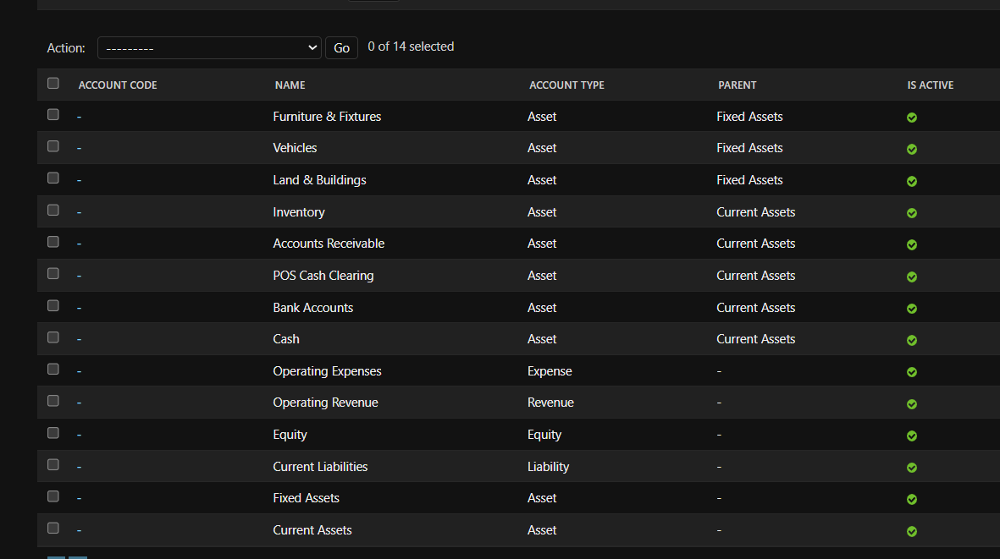 Action: --------- Go 0 of 14 selected
ACCOUNT CODE NAME ACCOUNT TYPE PARENT IS ACTIVE
- Furniture & Fixtures Asset Fixed Assets
- Vehicles Asset Fixed Assets
- Land & Buildings Asset Fixed Assets
- Inventory Asset Current Assets
- Accounts Receivable Asset Current Assets
- POS Cash Clearing Asset Current Assets
- Bank Accounts Asset Current Assets
- Cash Asset Current Assets
- Operating Expenses Expense -
- Operating Revenue Revenue -
- Equity Equity -
- Current Liabilities Liability -
- Fixed Assets Asset -
- Current Assets Asset -